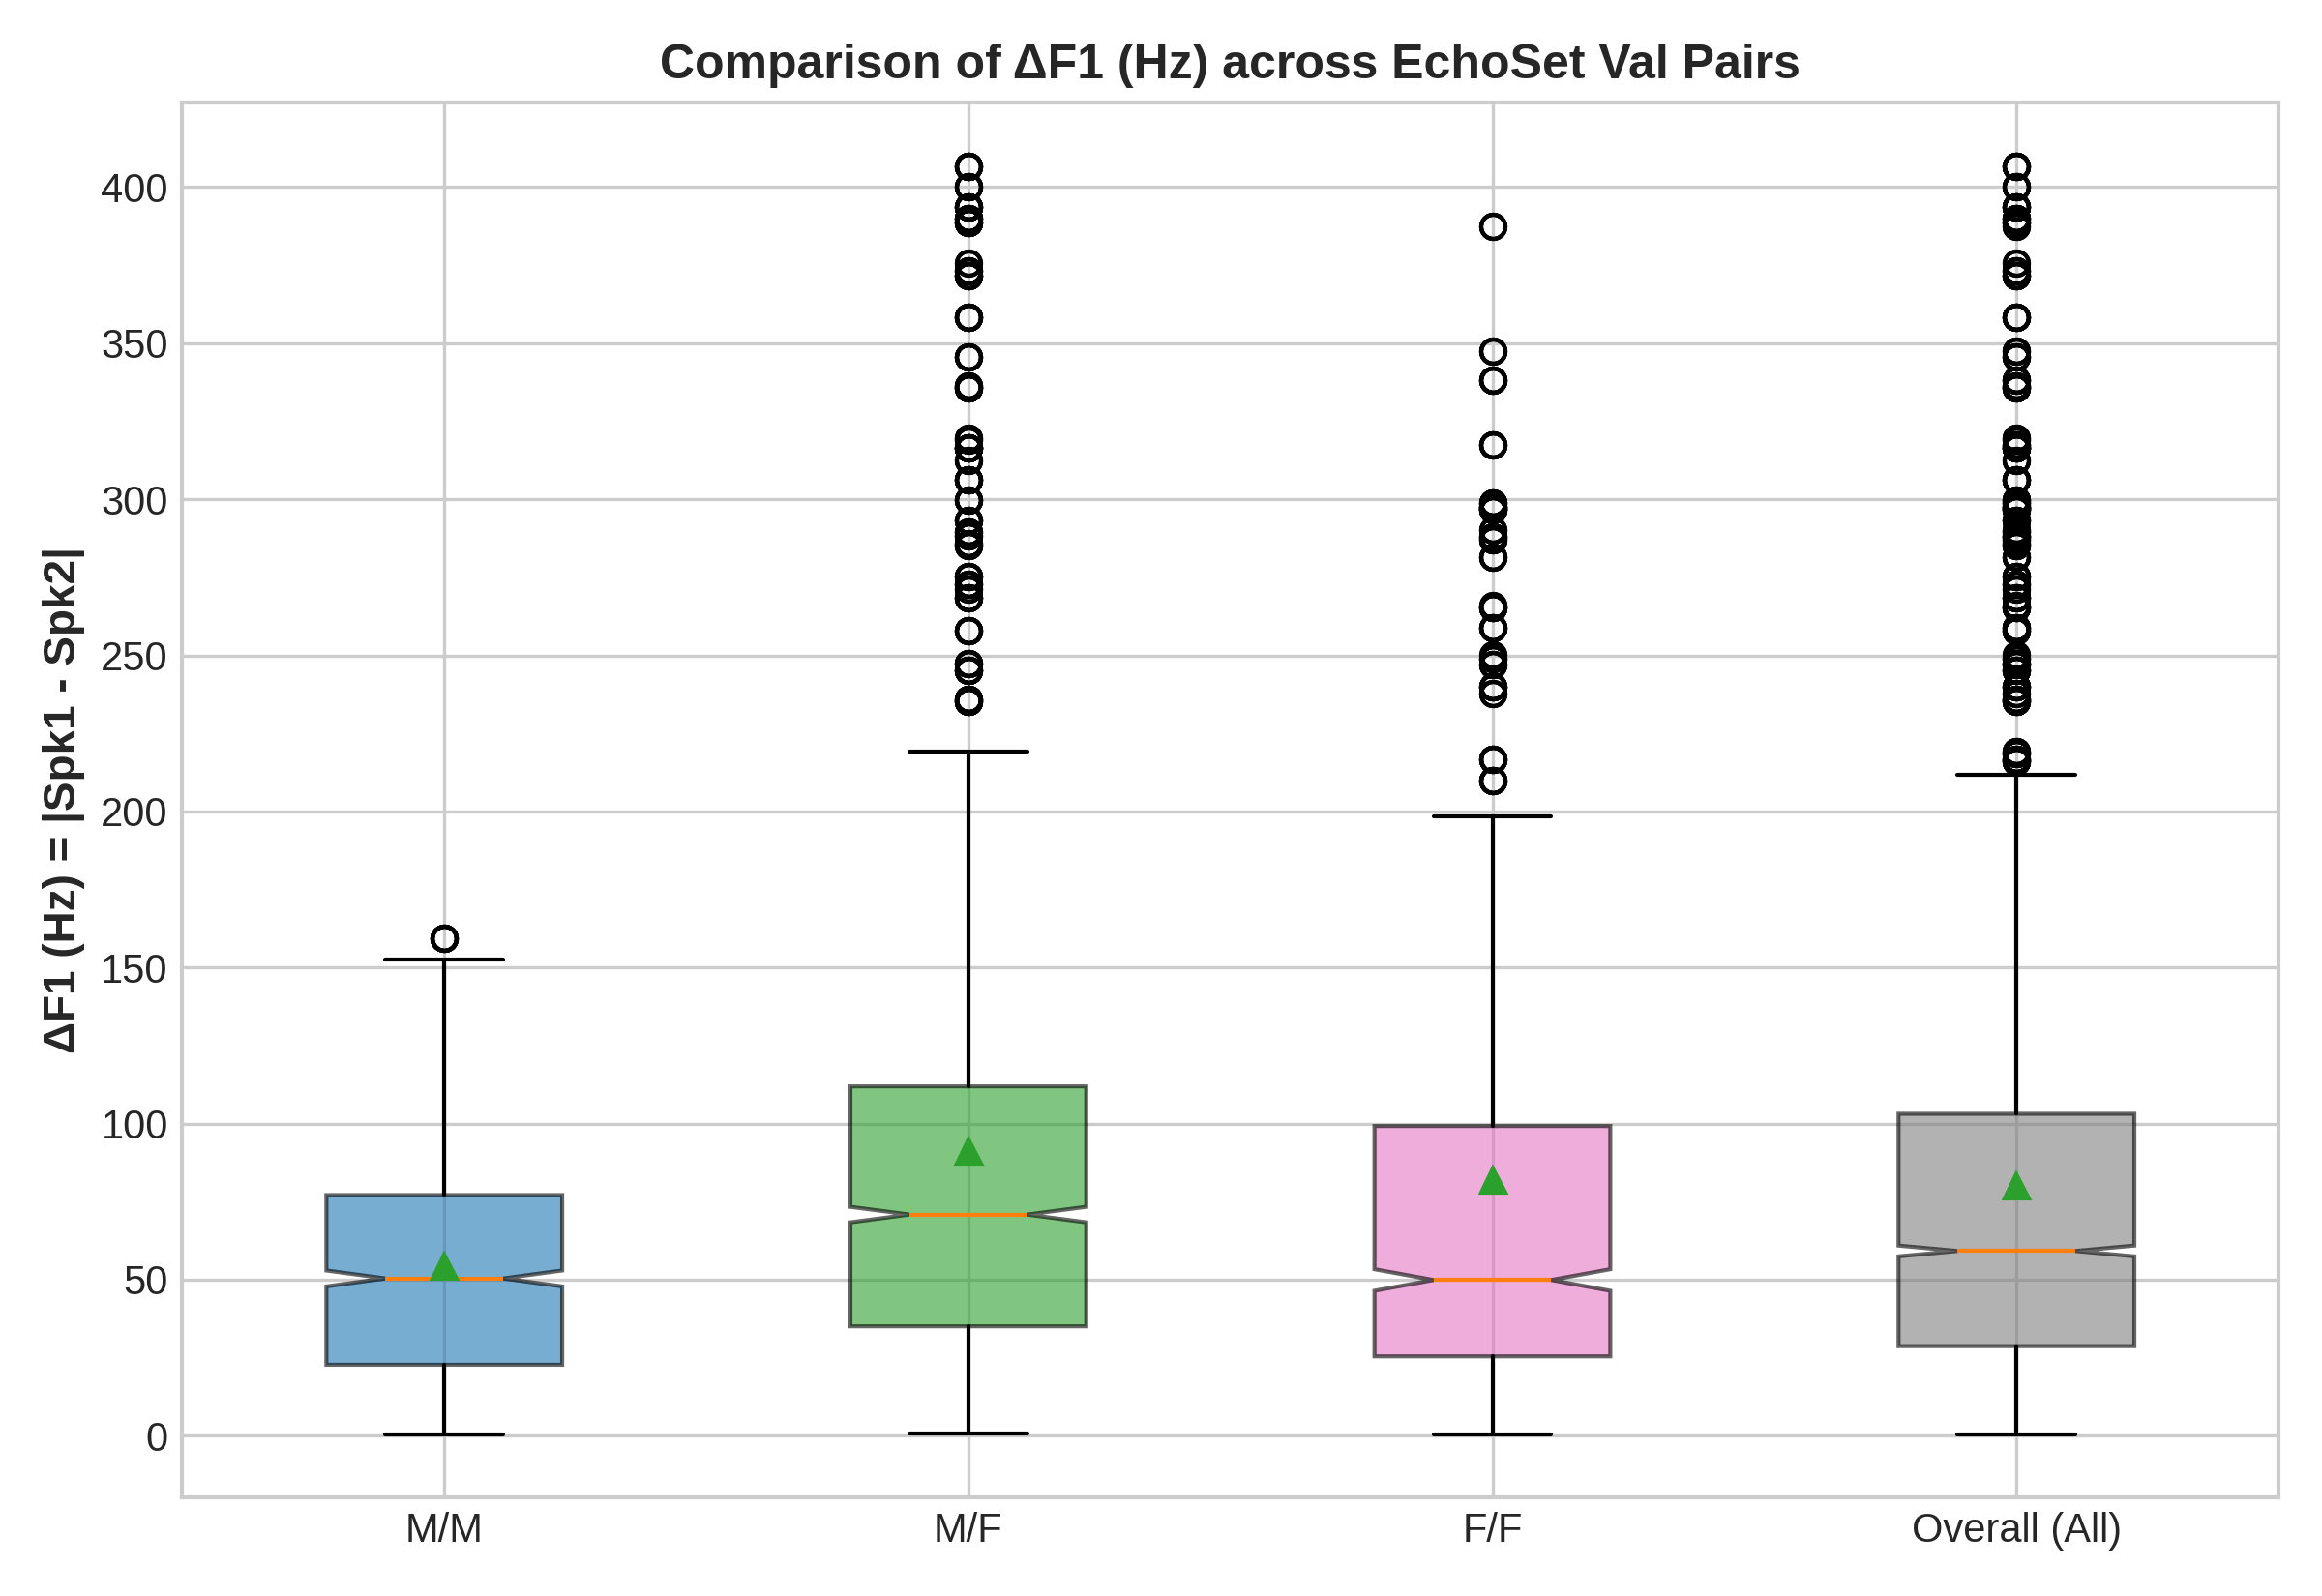 Comparison of ΔF1 (Hz) across EchoSet Val Pairs
ΔF1 (Hz) = |Spk1 - Spk2|
400
350
300
250
200
150
100
50
0
M/M
M/F
F/F
Overall (All)